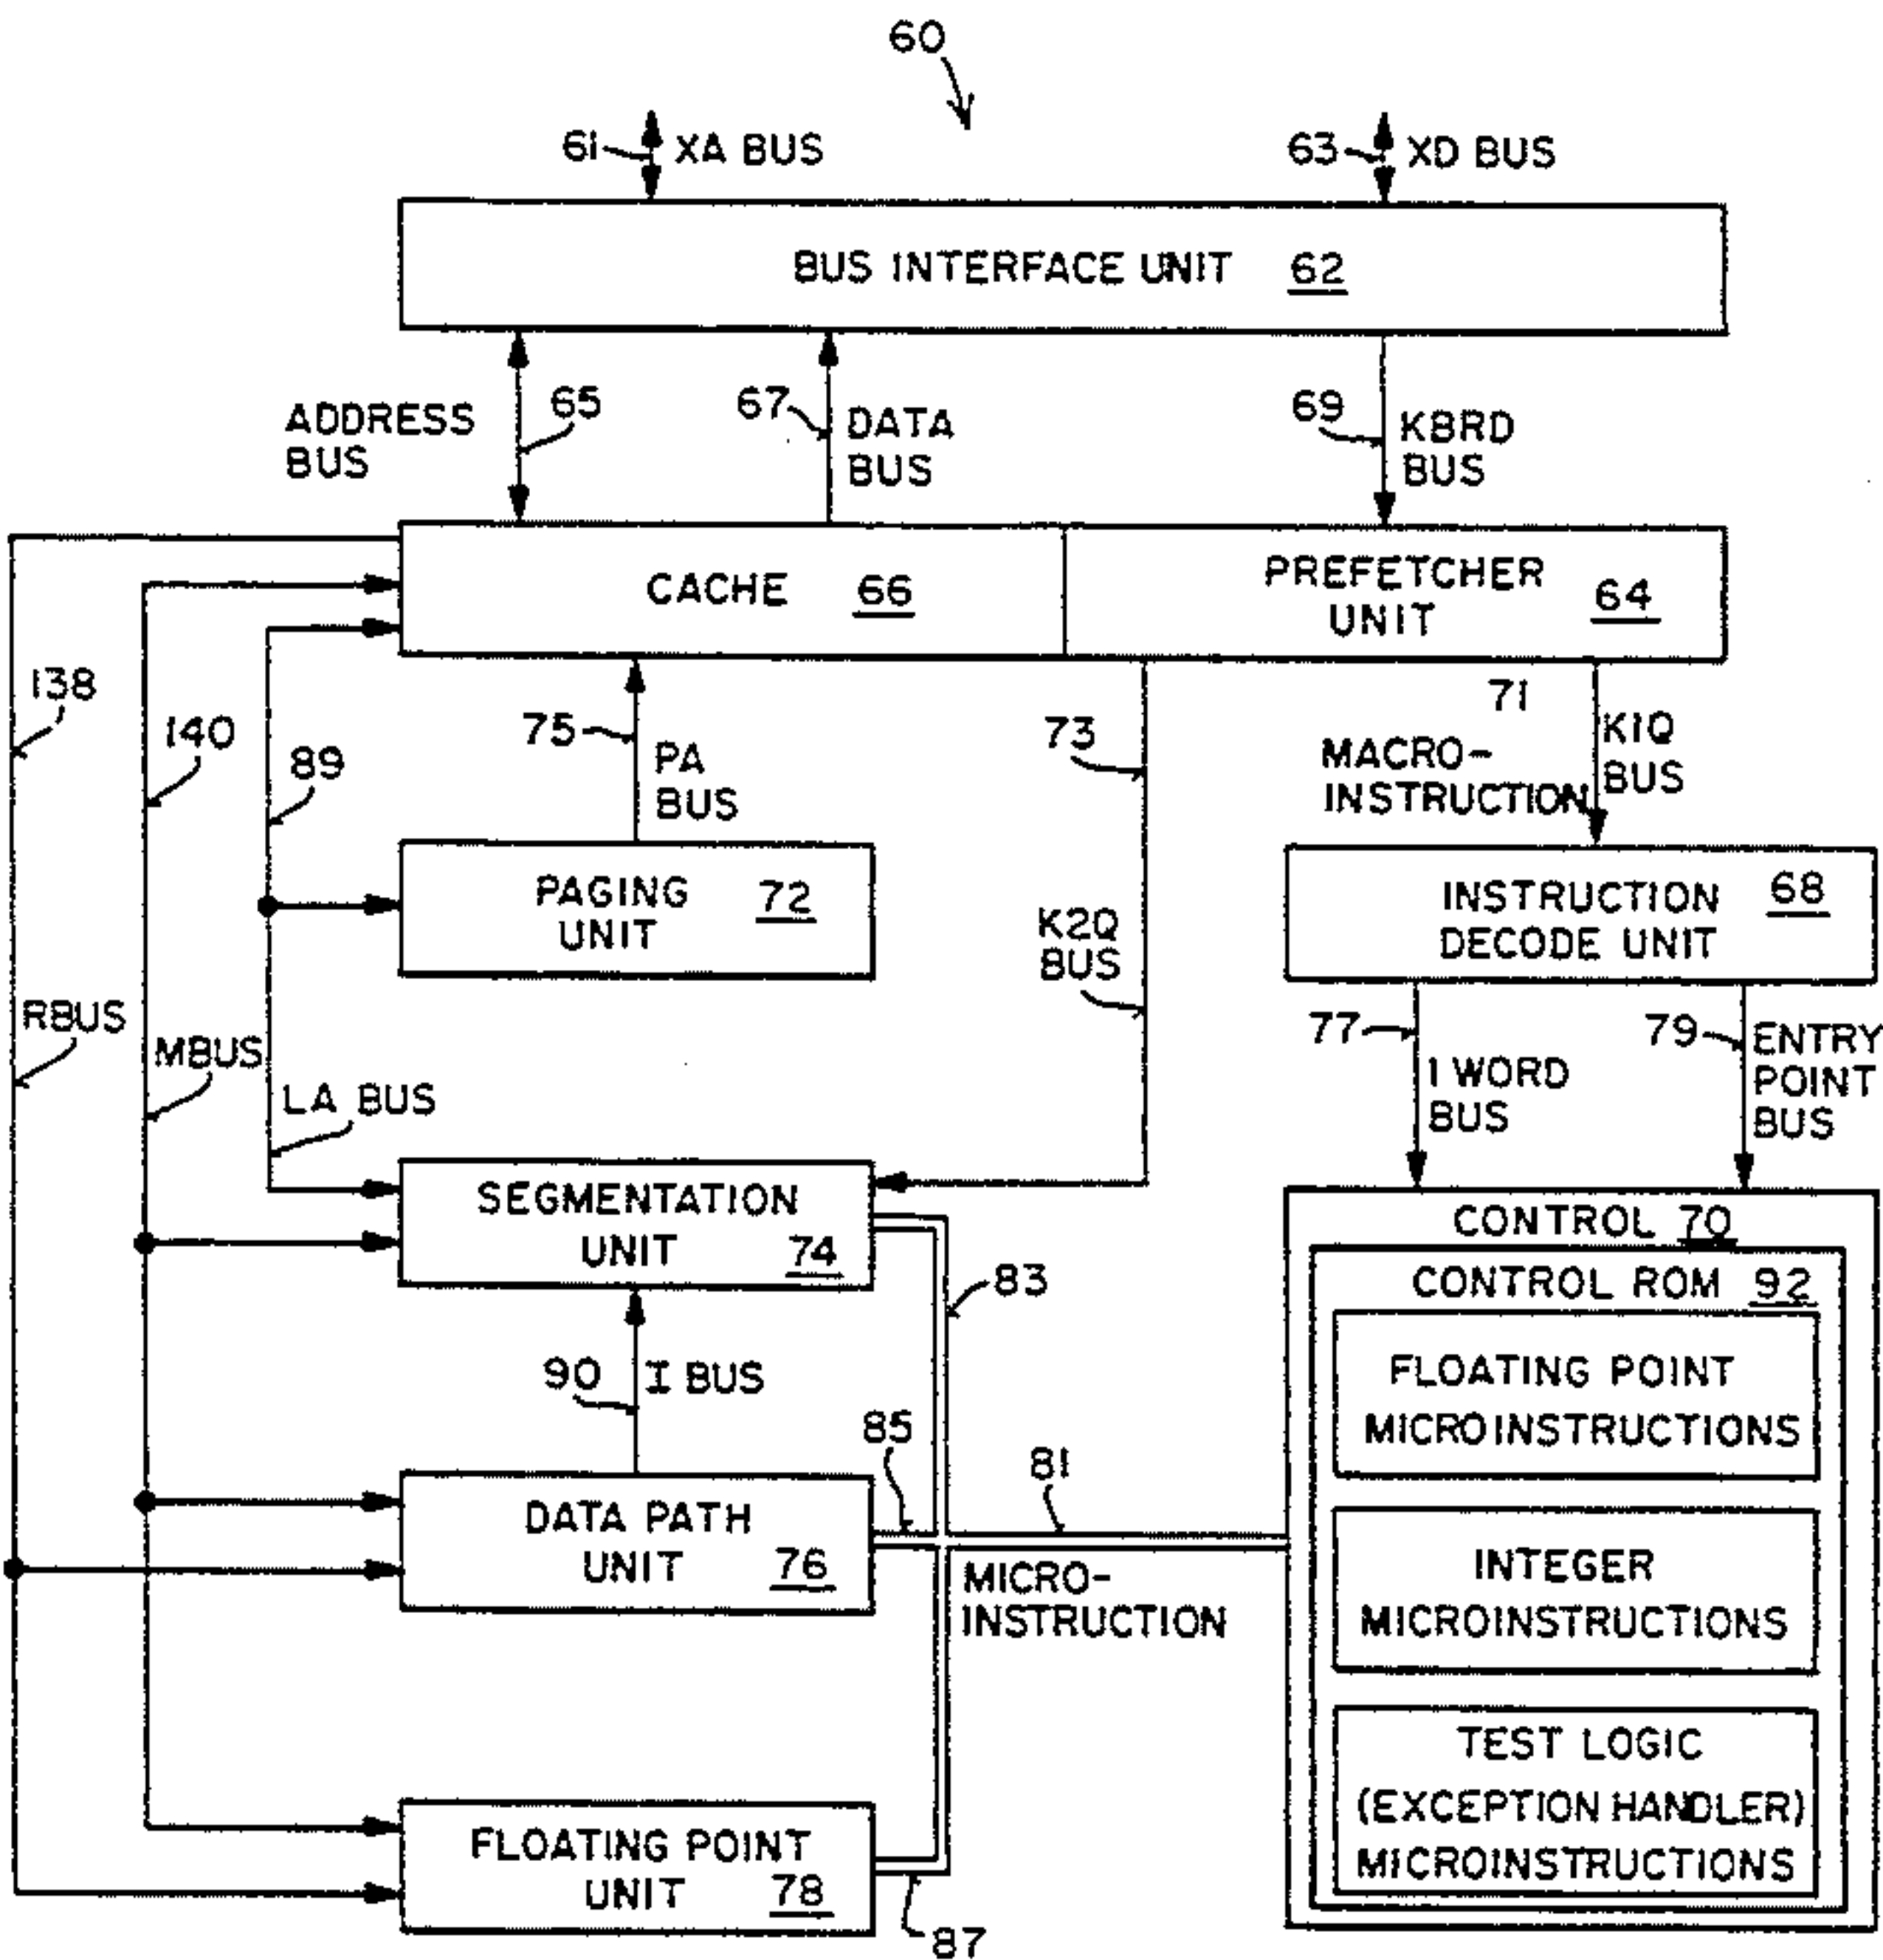 60
61
XA BUS
63
XD BUS
BUS INTERFACE UNIT 62
ADDRESS
BUS
65
67
DATA
BUS
69
KBRD
BUS
CACHE 66
PREFETCHER
UNIT
64
138
140
89
75
PA
BUS
73
71
K1Q
BUS
MACRO-
INSTRUCTION
PAGING
UNIT
72
K2Q
BUS
INSTRUCTION
DECODE UNIT
68
RBUS
MBUS
LA BUS
77
I WORD
BUS
79
ENTRY
POINT
BUS
SEGMENTATION
UNIT
74
83
90
I BUS
85
81
DATA PATH
UNIT
76
MICRO-
INSTRUCTION
FLOATING POINT
UNIT
78
87
CONTROL 70
CONTROL ROM 92
FLOATING POINT
MICROINSTRUCTIONS
INTEGER
MICROINSTRUCTIONS
TEST LOGIC
(EXCEPTION HANDLER)
MICROINSTRUCTIONS